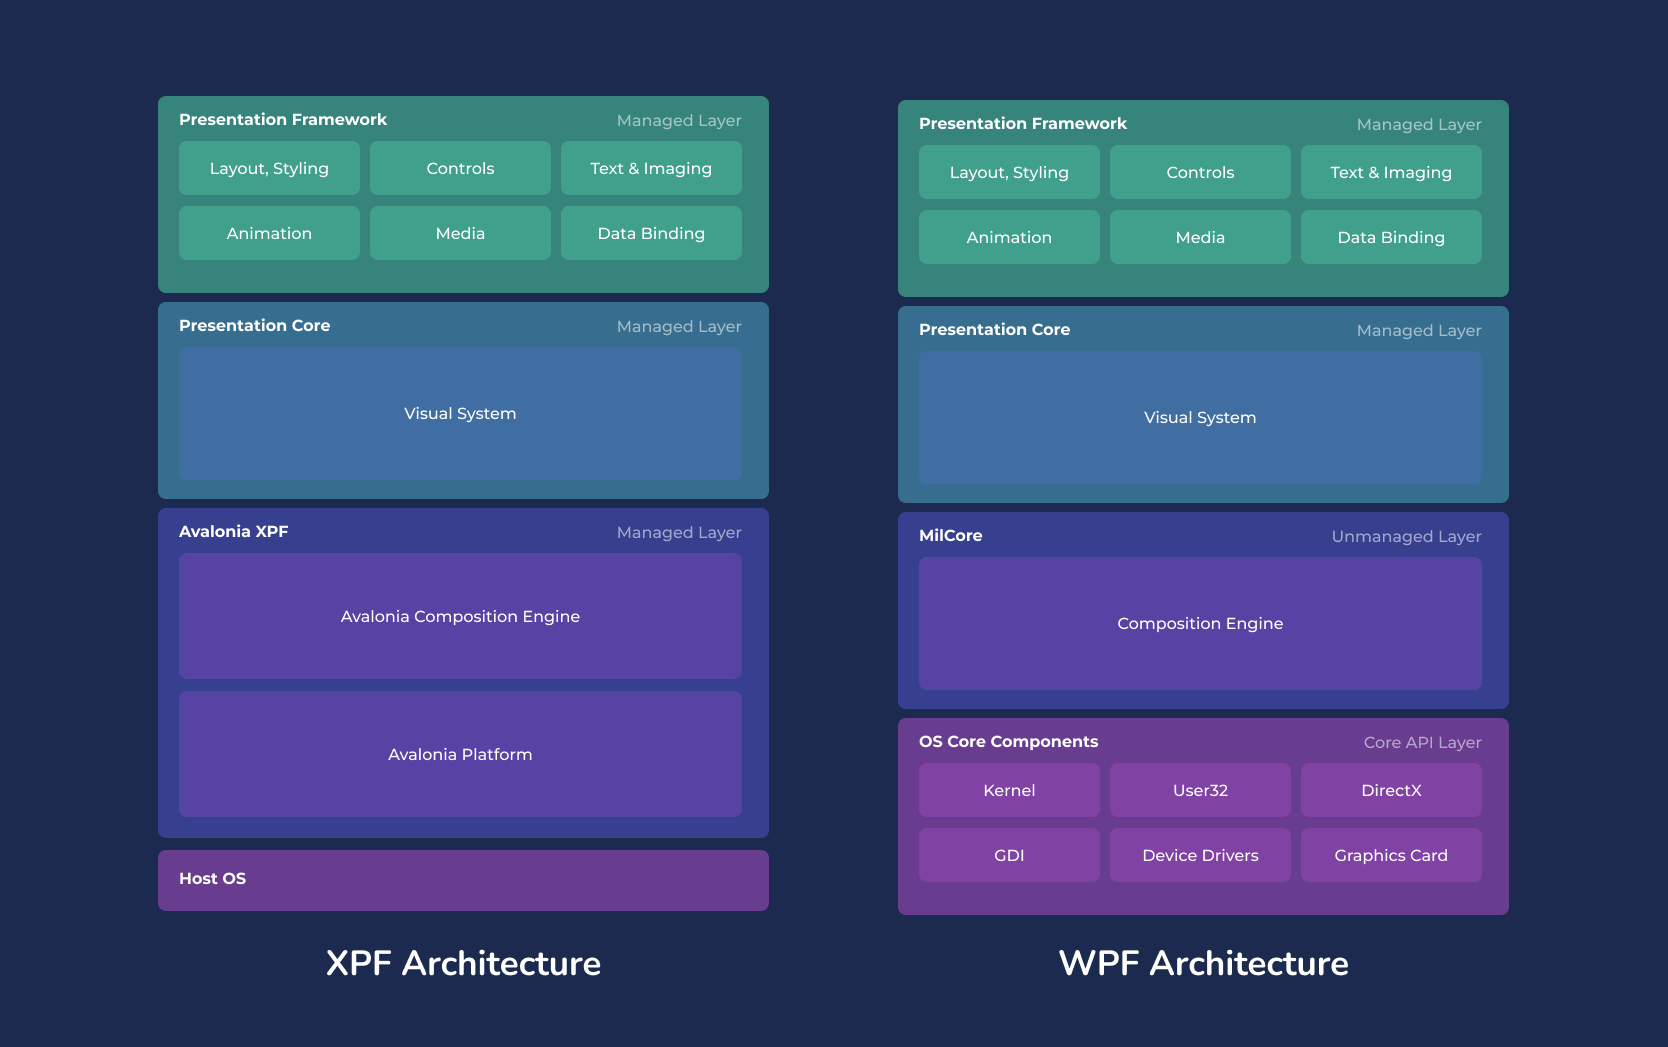 Presentation Framework
Managed Layer
Layout, Styling
Controls
Text & Imaging
Animation
Media
Data Binding
Presentation Core
Managed Layer
Visual System
Avalonia XPF
Managed Layer
Avalonia Composition Engine
Avalonia Platform
Host OS
XPF Architecture
Presentation Framework
Managed Layer
Layout, Styling
Controls
Text & Imaging
Animation
Media
Data Binding
Presentation Core
Managed Layer
Visual System
MilCore
Unmanaged Layer
Composition Engine
OS Core Components
Core API Layer
Kernel
User32
DirectX
GDI
Device Drivers
Graphics Card
WPF Architecture